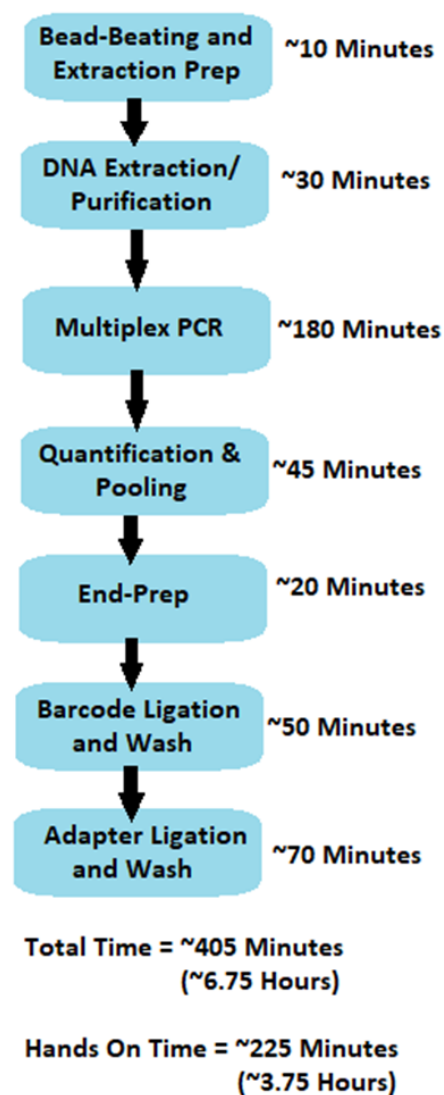 Bead-Beating and
Extraction Prep
~10 Minutes
DNA Extraction/
Purification
~30 Minutes
Multiplex PCR
~180 Minutes
Quantification &
Pooling
~45 Minutes
End-Prep
~20 Minutes
Barcode Ligation
and Wash
~50 Minutes
Adapter Ligation
and Wash
~70 Minutes
Total Time = ~405 Minutes
(~6.75 Hours)
Hands On Time = ~225 Minutes
(~3.75 Hours)